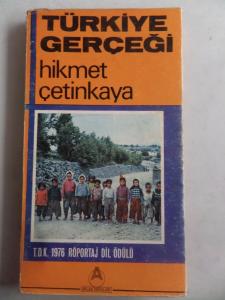 TÜRKİYE
GERÇEĞİ
hikmet
çetinkaya
T.D.K. 1976 RÖPORTAJ DİL ÖDÜLÜ
A